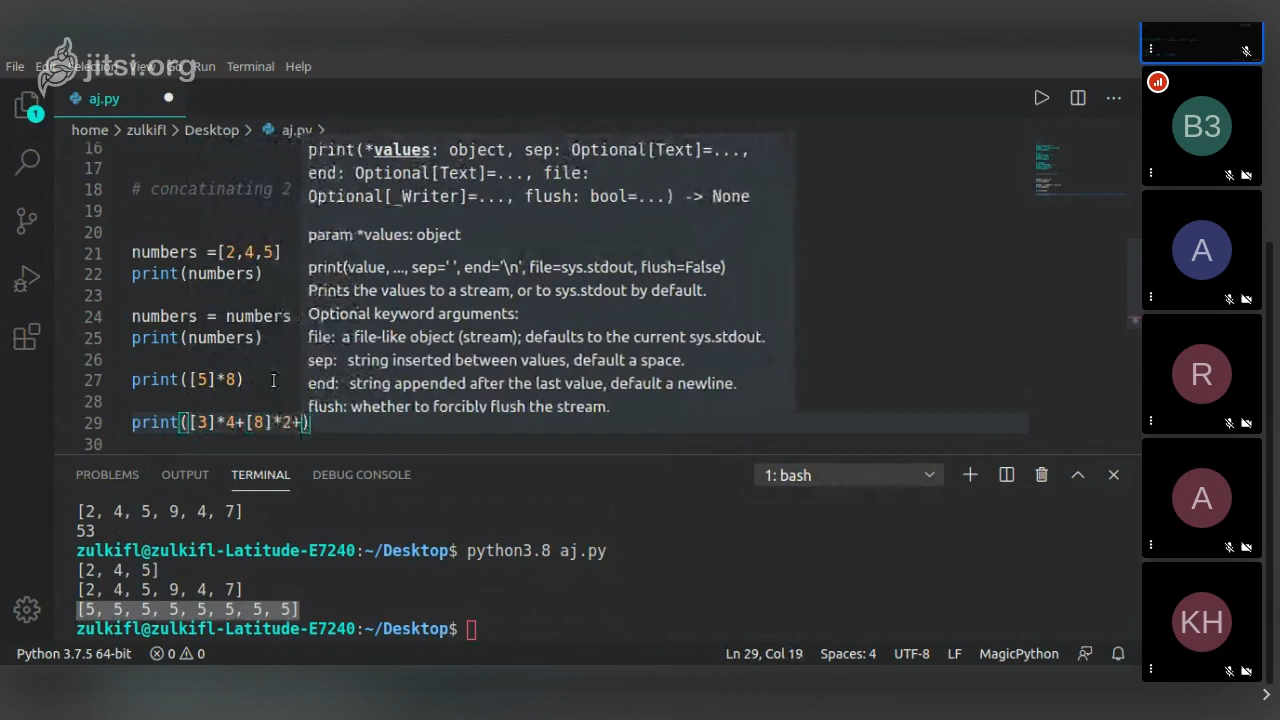 jitsi.org
File Edit Selection View Go Run Terminal Help
aj.py
home > zulkifl > Desktop > aj.py >
16
17
18 # concatinating 2
19
20
21 numbers =[2,4,5]
22 print(numbers)
23
24 numbers = numbers
25 print(numbers)
26
27 print([5]*8)
28
29 print([3]*4+[8]*2+)
30
print(*values: object, sep: Optional[Text]=...,
end: Optional[Text]=..., file:
Optional[_Writer]=..., flush: bool=...) -> None
param *values: object
print(value, ..., sep=' ', end='\n', file=sys.stdout, flush=False)
Prints the values to a stream, or to sys.stdout by default.
Optional keyword arguments:
file: a file-like object (stream); defaults to the current sys.stdout.
sep: string inserted between values, default a space.
end: string appended after the last value, default a newline.
flush: whether to forcibly flush the stream.
PROBLEMS OUTPUT TERMINAL DEBUG CONSOLE 1: bash
[2, 4, 5, 9, 4, 7]
53
zulkifl@zulkifl-Latitude-E7240:~/Desktop$ python3.8 aj.py
[2, 4, 5]
[2, 4, 5, 9, 4, 7]
[5, 5, 5, 5, 5, 5, 5, 5]
zulkifl@zulkifl-Latitude-E7240:~/Desktop$
Python 3.7.5 64-bit 0 0 Ln 29, Col 19 Spaces: 4 UTF-8 LF MagicPython
1
B3
A
R
A
KH